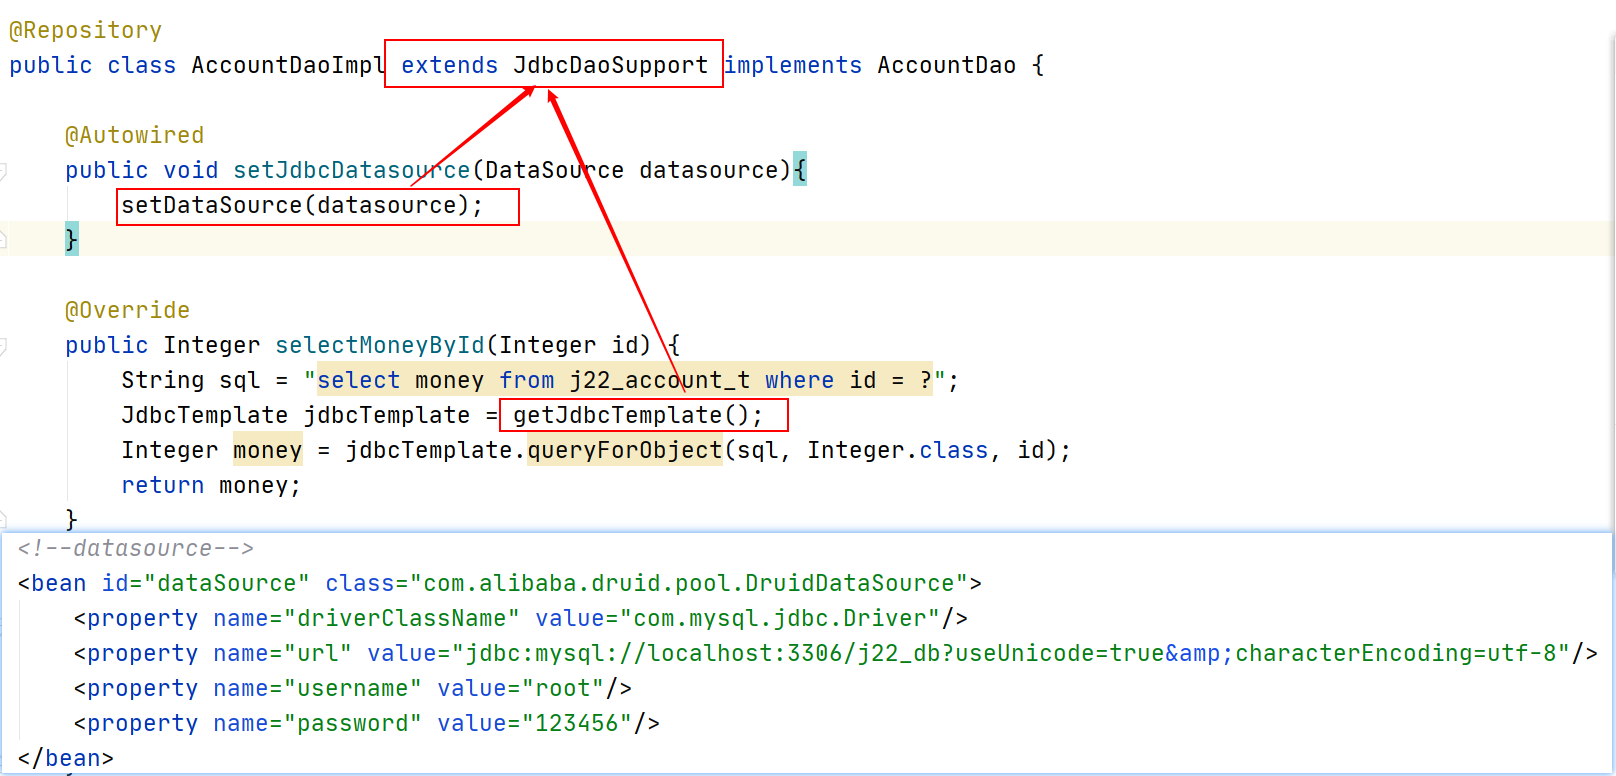 @Repository
public class AccountDaoImpl extends JdbcDaoSupport implements AccountDao {
@Autowired
public void setJdbcDatasource(DataSource datasource){
setDataSource(datasource);
}
@Override
public Integer selectMoneyById(Integer id) {
String sql = "select money from j22_account_t where id = ?";
JdbcTemplate jdbcTemplate = getJdbcTemplate();
Integer money = jdbcTemplate.queryForObject(sql, Integer.class, id);
return money;
}
<!--datasource-->
<bean id="dataSource" class="com.alibaba.druid.pool.DruidDataSource">
<property name="driverClassName" value="com.mysql.jdbc.Driver"/>
<property name="url" value="jdbc:mysql://localhost:3306/j22_db?useUnicode=true&amp;characterEncoding=utf-8"/>
<property name="username" value="root"/>
<property name="password" value="123456"/>
</bean>